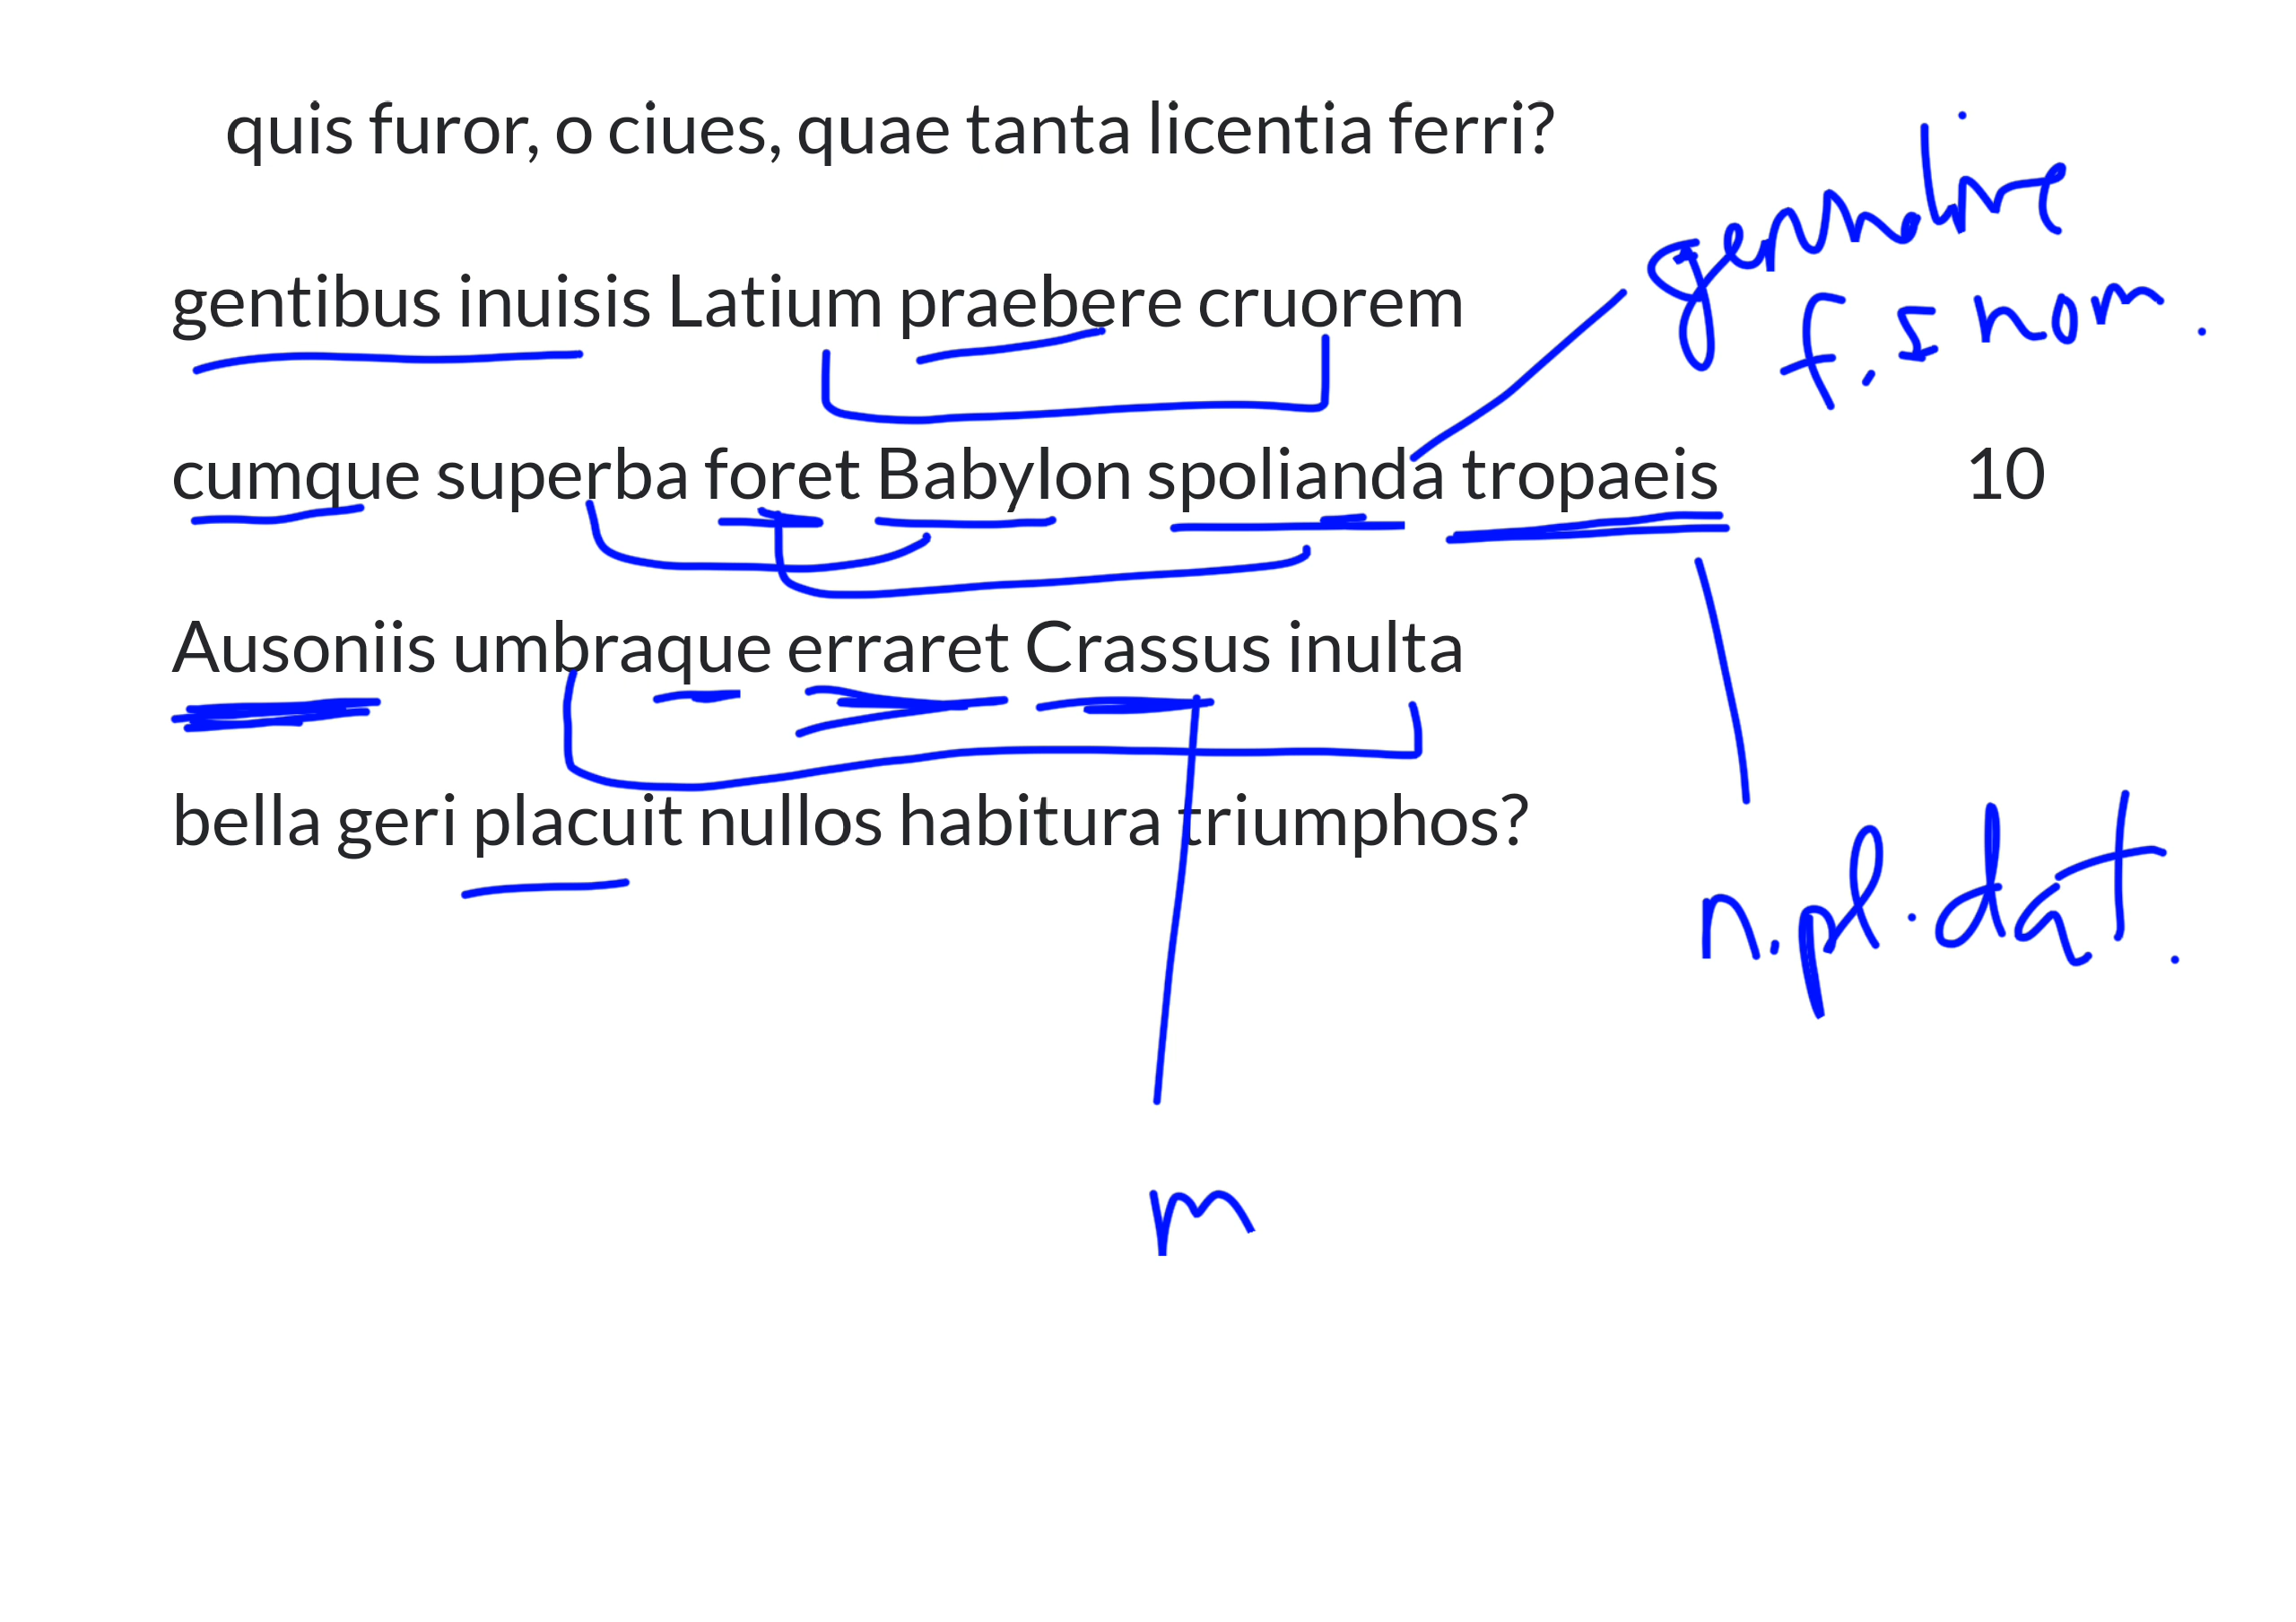 quis furor, o ciues, quae tanta licentia ferri?
gerundive
f. s nom.
gentibus inuisis Latium praebere cruorem
cumque superba foret Babylon spolianda tropaeis 10
Ausoniis umbraque erraret Crassus inulta
bella geri placuit nullos habitura triumphos?
n. pl. dat.
m